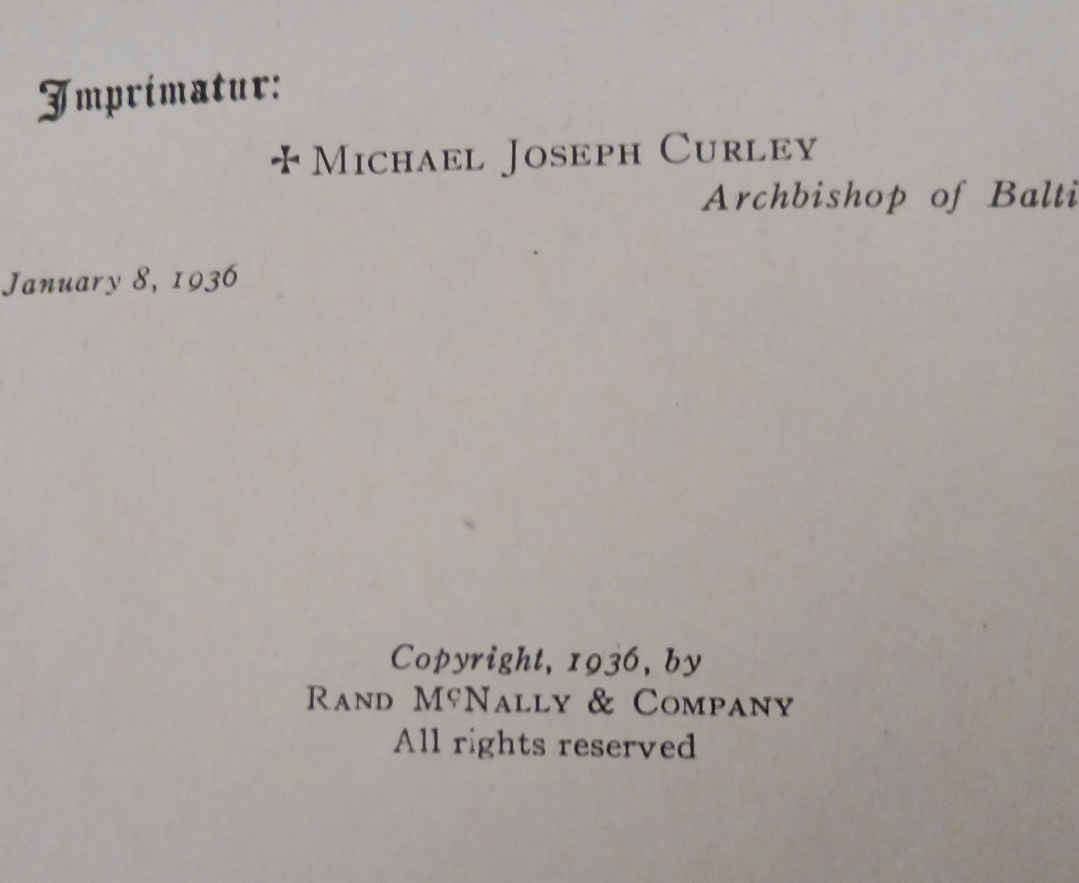 Imprimatur:
✢ MICHAEL JOSEPH CURLEY
Archbishop of Balti
January 8, 1936
Copyright, 1936, by
RAND McNALLY & COMPANY
All rights reserved